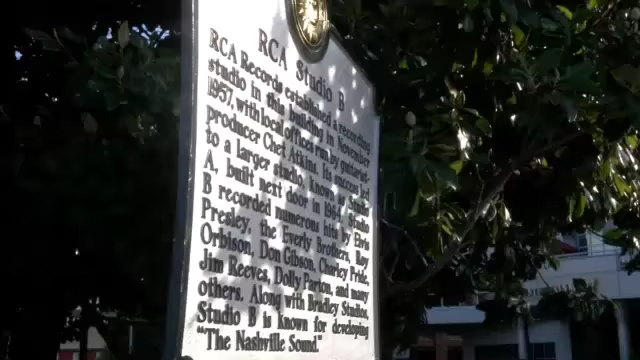 RCA Studio B
RCA Records established a recording
studio in this building in November
1957, with local offices run by guitarist-
producer Chet Atkins. Its success led
to a larger studio, known as Studio
A, built next door in 1964. Studio
B recorded numerous hits by Elvis
Presley, the Everly Brothers, Roy
Orbison, Don Gibson, Charley Pride,
Jim Reeves, Dolly Parton, and many
others. Along with Bradley Studios,
Studio B is known for developing
"The Nashville Sound."